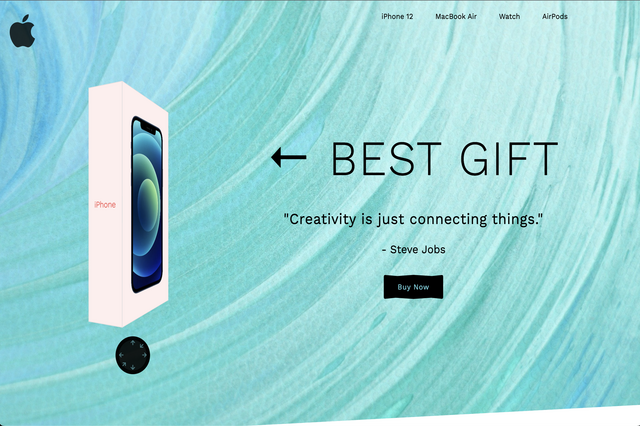 iPhone 12
MacBook Air
Watch
AirPods
BEST GIFT
iPhone
"Creativity is just connecting things."
- Steve Jobs
Buy Now